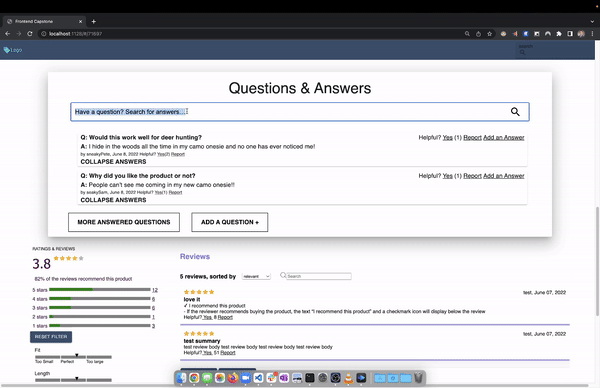 Frontend Capstone
localhost:1128/#/71697
Logo
Search
Questions & Answers
Have a question? Search for answers...
Q: Would this work well for deer hunting?
Helpful? Yes (1) Report Add an Answer
A: I hide in the woods all the time in my camo onesie and no one has ever noticed me!
by sneakyPete, June 8, 2022 Helpful? Yes(0) Report
COLLAPSE ANSWERS
Q: Why did you like the product or not?
Helpful? Yes (1) Report Add an Answer
A: People can't see me coming in my new camo onesie!!
by soakySam, June 8, 2022 Helpful? Yes(1) Report
COLLAPSE ANSWERS
MORE ANSWERED QUESTIONS
ADD A QUESTION +
RATINGS & REVIEWS
3.8
82% of the reviews recommend this product
5 stars 12
4 stars 6
3 stars 6
2 stars 1
1 stars 3
RESET FILTER
Fit
Too Small Perfect Too large
Length
Reviews
5 reviews, sorted by relevant Search
test, June 07, 2022
love it
✓ I recommend this product
- If the reviewer recommends buying the product, the text "I recommend this product" and a checkmark icon will display below the review
Helpful? Yes, 8 Report
test, June 07, 2022
test summary
test review body test review body test review body test review body
Helpful? Yes, 51 Report